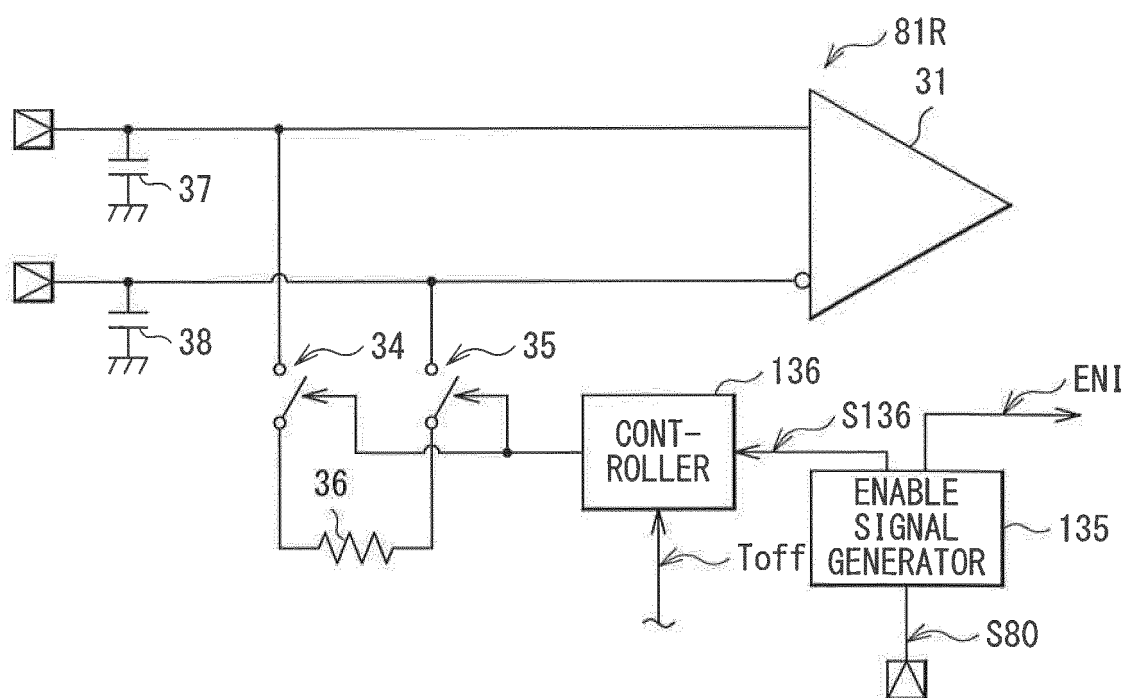 81R
31
37
38
34
35
136
ENI
S136
CONT-
ROLLER
36
ENABLE
SIGNAL
GENERATOR
135
Toff
S80